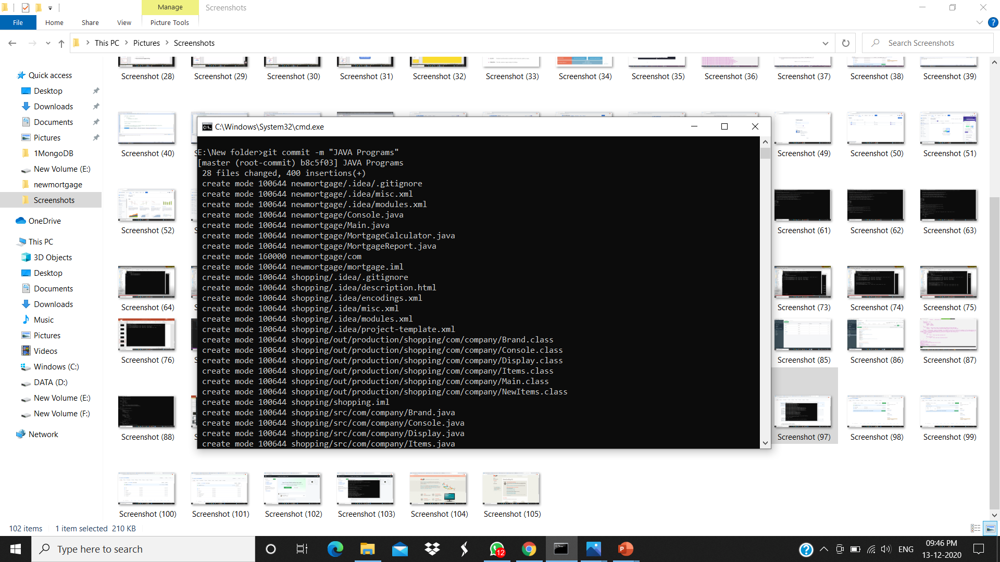 Manage
Screenshots
File
Home
Share
View
Picture Tools
This PC > Pictures > Screenshots
Search Screenshots
Quick access
Desktop
Downloads
Documents
Pictures
1MongoDB
New Volume (E:)
newmortgage
Screenshots
OneDrive
This PC
3D Objects
Desktop
Documents
Downloads
Music
Pictures
Videos
Windows (C:)
DATA (D:)
New Volume (E:)
New Volume (F:)
Network
Screenshot (28)
Screenshot (29)
Screenshot (30)
Screenshot (31)
Screenshot (32)
Screenshot (33)
Screenshot (34)
Screenshot (35)
Screenshot (36)
Screenshot (37)
Screenshot (38)
Screenshot (39)
Screenshot (40)
Screenshot (49)
Screenshot (50)
Screenshot (51)
Screenshot (52)
Screenshot (61)
Screenshot (62)
Screenshot (63)
Screenshot (64)
Screenshot (73)
Screenshot (74)
Screenshot (75)
Screenshot (76)
Screenshot (85)
Screenshot (86)
Screenshot (87)
Screenshot (88)
Screenshot (97)
Screenshot (98)
Screenshot (99)
Screenshot (100)
Screenshot (101)
Screenshot (102)
Screenshot (103)
Screenshot (104)
Screenshot (105)
C:\Windows\System32\cmd.exe
E:\New folder>git commit -m "JAVA Programs"
[master (root-commit) b8c5f03] JAVA Programs
28 files changed, 400 insertions(+)
create mode 100644 newmortgage/.idea/.gitignore
create mode 100644 newmortgage/.idea/misc.xml
create mode 100644 newmortgage/.idea/modules.xml
create mode 100644 newmortgage/Console.java
create mode 100644 newmortgage/Main.java
create mode 100644 newmortgage/MortgageCalculator.java
create mode 100644 newmortgage/MortgageReport.java
create mode 160000 newmortgage/com
create mode 100644 newmortgage/mortgage.iml
create mode 100644 shopping/.idea/.gitignore
create mode 100644 shopping/.idea/description.html
create mode 100644 shopping/.idea/encodings.xml
create mode 100644 shopping/.idea/misc.xml
create mode 100644 shopping/.idea/modules.xml
create mode 100644 shopping/.idea/project-template.xml
create mode 100644 shopping/out/production/shopping/com/company/Brand.class
create mode 100644 shopping/out/production/shopping/com/company/Console.class
create mode 100644 shopping/out/production/shopping/com/company/Display.class
create mode 100644 shopping/out/production/shopping/com/company/Items.class
create mode 100644 shopping/out/production/shopping/com/company/Main.class
create mode 100644 shopping/out/production/shopping/com/company/NewItems.class
create mode 100644 shopping/shopping.iml
create mode 100644 shopping/src/com/company/Brand.java
create mode 100644 shopping/src/com/company/Console.java
create mode 100644 shopping/src/com/company/Display.java
create mode 100644 shopping/src/com/company/Items.java
102 items
1 item selected 210 KB
Type here to search
12
ENG
09:46 PM
13-12-2020